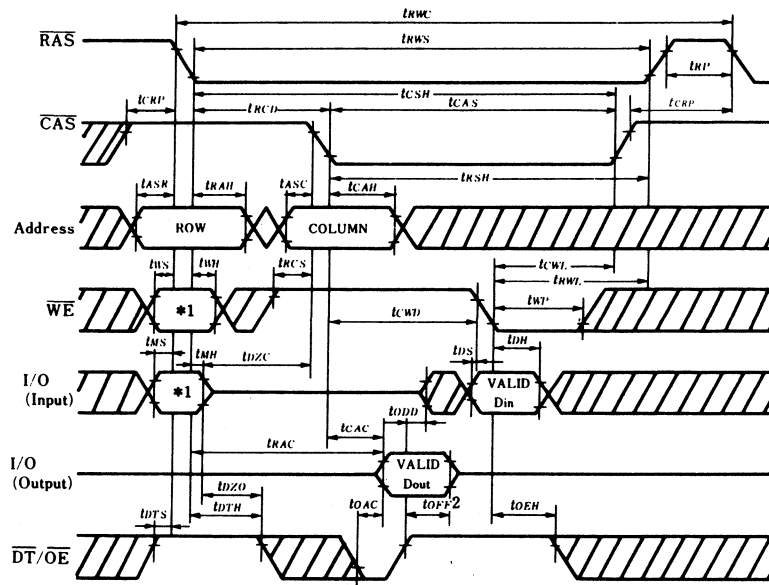 tRWC
RAS
tRWS
tRP
tCSH
tCRP
tRCD
tCAS
tCRP
CAS
tRSH
tASR
tRAH
tASC
tCAH
Address
ROW
COLUMN
tCWL
tWS
tWH
tRCS
tRWL
WE
*1
tWP
tCWD
tMS
tMH
tDZC
tDS
tDH
I/O
(Input)
*1
VALID
Din
tODD
tCAC
tRAC
I/O
(Output)
VALID
Dout
tDZO
tOAC
tOFF2
tOEH
tDTS
tDTH
DT/OE